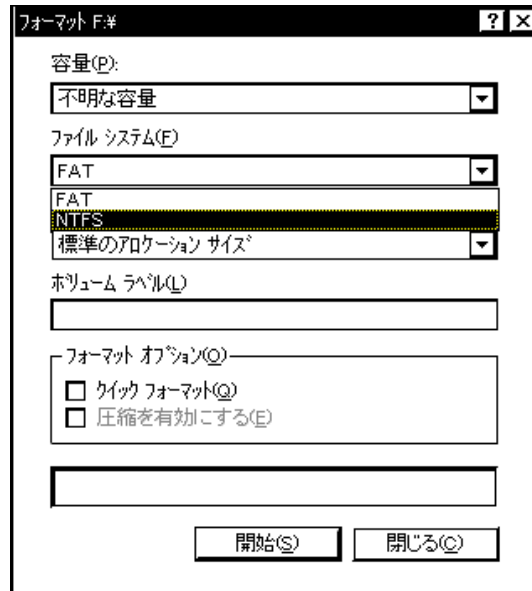 フォーマット F:¥
容量(P):
不明な容量
ファイル システム(F)
FAT
FAT
NTFS
標準のアロケーション サイズ
ボリューム ラベル(L)
フォーマット オプション(O)
クイック フォーマット(Q)
圧縮を有効にする(E)
開始(S)
閉じる(C)